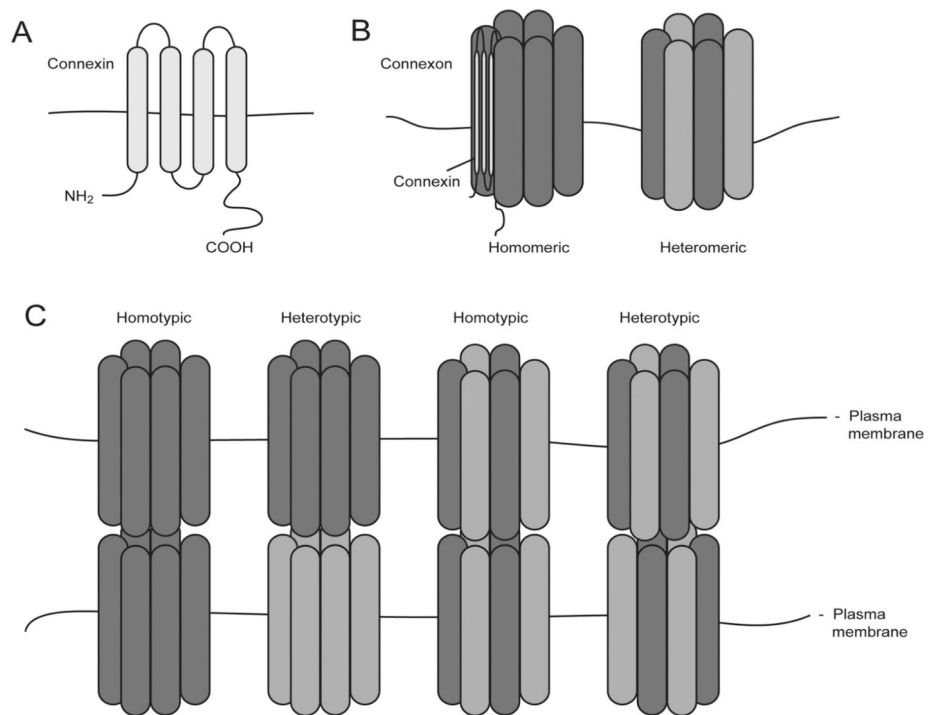 A
Connexin
NH₂
COOH
B
Connexon
Connexin
Homomeric
Heteromeric
C
Homotypic
Heterotypic
Homotypic
Heterotypic
- Plasma
membrane
- Plasma
membrane